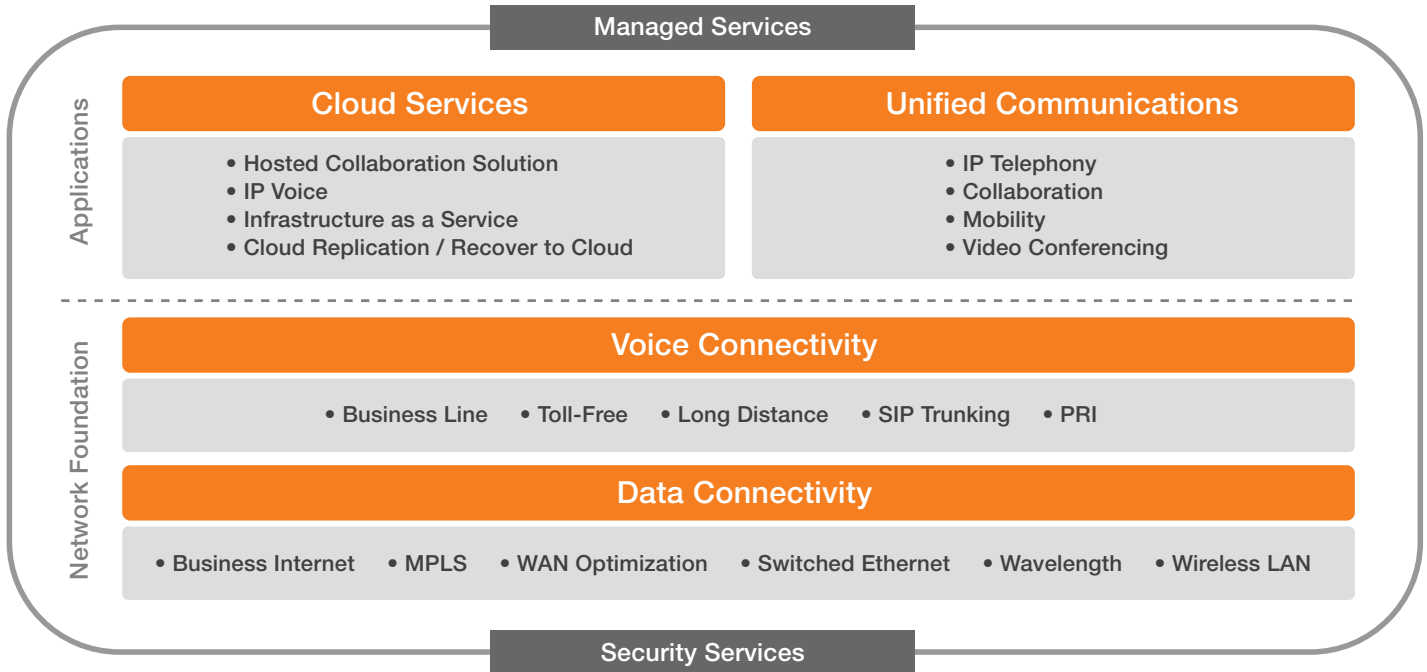 Managed Services
Applications
Cloud Services
• Hosted Collaboration Solution
• IP Voice
• Infrastructure as a Service
• Cloud Replication / Recover to Cloud
Unified Communications
• IP Telephony
• Collaboration
• Mobility
• Video Conferencing
Network Foundation
Voice Connectivity
• Business Line • Toll-Free • Long Distance • SIP Trunking • PRI
Data Connectivity
• Business Internet • MPLS • WAN Optimization • Switched Ethernet • Wavelength • Wireless LAN
Security Services